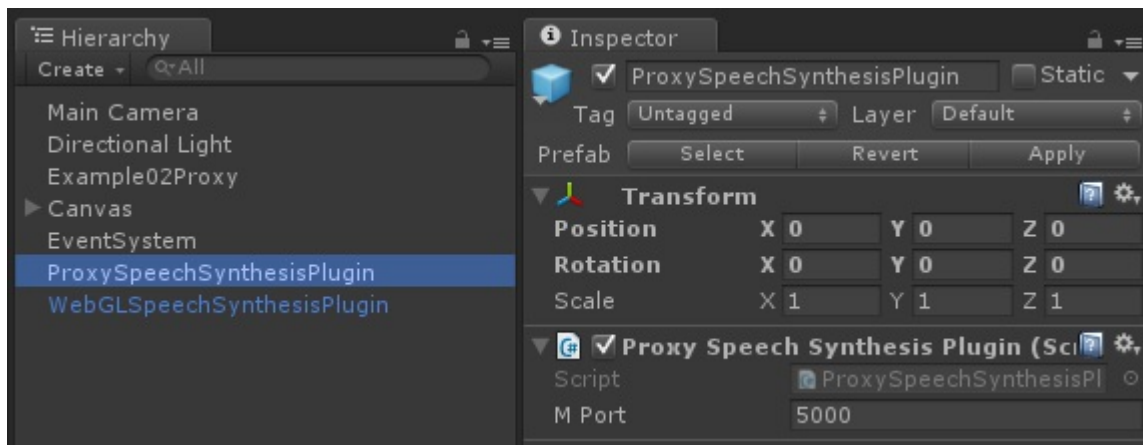 Hierarchy
Create All
Main Camera
Directional Light
Example02Proxy
Canvas
EventSystem
ProxySpeechSynthesisPlugin
WebGLSpeechSynthesisPlugin
Inspector
ProxySpeechSynthesisPlugin Static
Tag Untagged Layer Default
Prefab Select Revert Apply
Transform
Position X 0 Y 0 Z 0
Rotation X 0 Y 0 Z 0
Scale X 1 Y 1 Z 1
C# Proxy Speech Synthesis Plugin (Scr
Script ProxySpeechSynthesisPl
M Port 5000